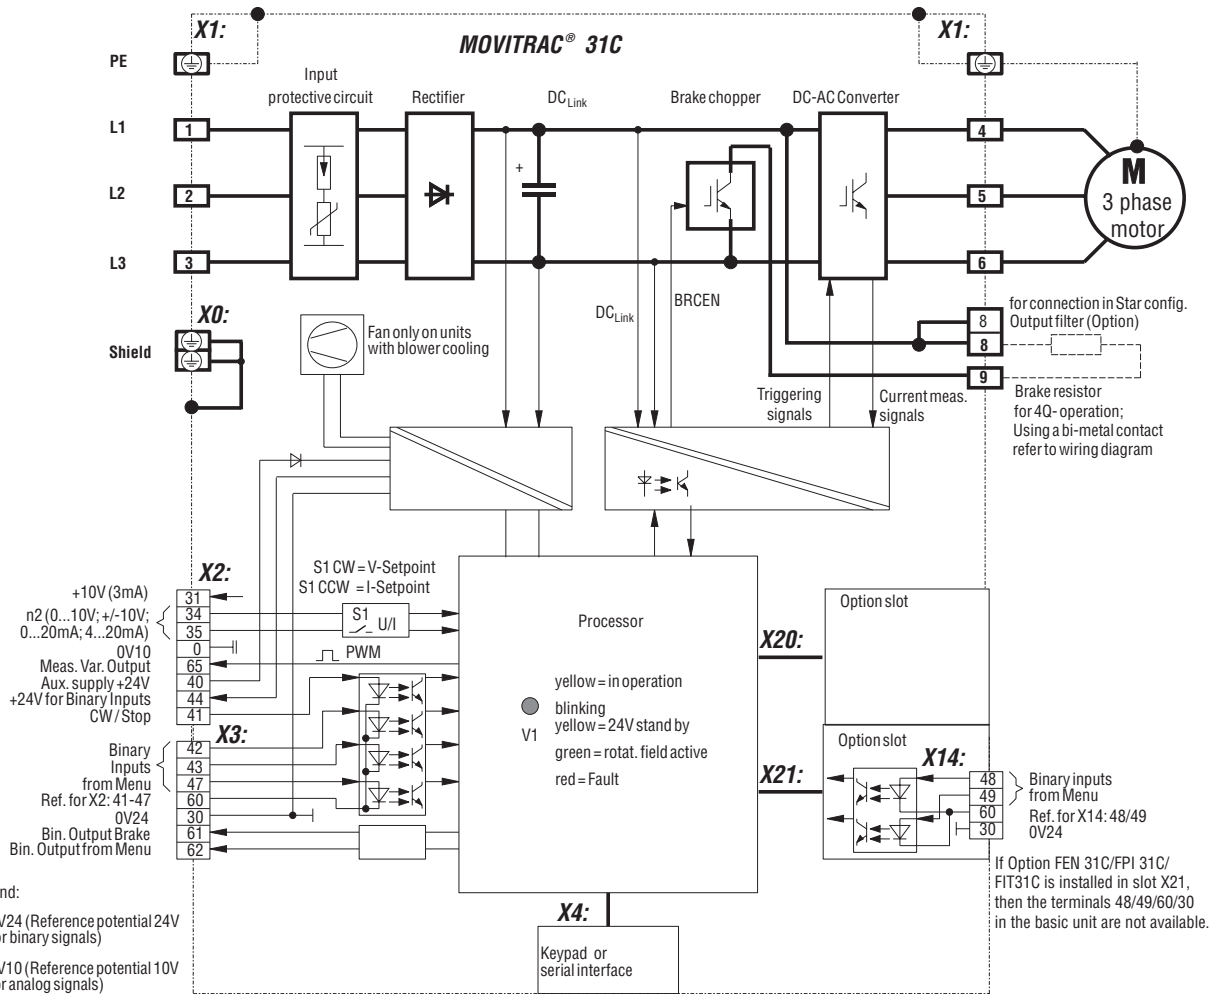 X1:
MOVITRAC® 31C
X1:
PE
Input
protective circuit
Rectifier
DC Link
Brake chopper
DC-AC Converter
L1
1
4
+
L2
2
5
M
3 phase
motor
L3
3
6
BRCEN
DC Link
X0:
Shield
Fan only on units
with blower cooling
for connection in Star config.
Output filter (Option)
8
8
9
Triggering
signals
Current meas.
signals
Brake resistor
for 4Q- operation;
Using a bi-metal contact
refer to wiring diagram
X2:
S1 CW = V-Setpoint
S1 CCW = I-Setpoint
+10V (3mA)
31
n2 (0...10V; +/-10V;
34
0...20mA; 4...20mA)
35
S1
U/I
0V10
0
Meas. Var. Output
65
PWM
Aux. supply +24V
40
+24V for Binary Inputs
44
CW / Stop
41
X3:
Binary
42
Inputs
43
from Menu
47
Ref. for X2: 41-47
60
0V24
30
Bin. Output Brake
61
Bin. Output from Menu
62
Processor
yellow = in operation
V1
blinking
yellow = 24V stand by
green = rotat. field active
red = Fault
X20:
Option slot
X21:
Option slot
X14:
48
49
60
30
Binary inputs
from Menu
Ref. for X14: 48/49
0V24
If Option FEN 31C/FPI 31C/
FIT31C is installed in slot X21,
then the terminals 48/49/60/30
in the basic unit are not available.
X4:
Keypad or
serial interface
nd:
V24 (Reference potential 24V
or binary signals)
V10 (Reference potential 10V
or analog signals)